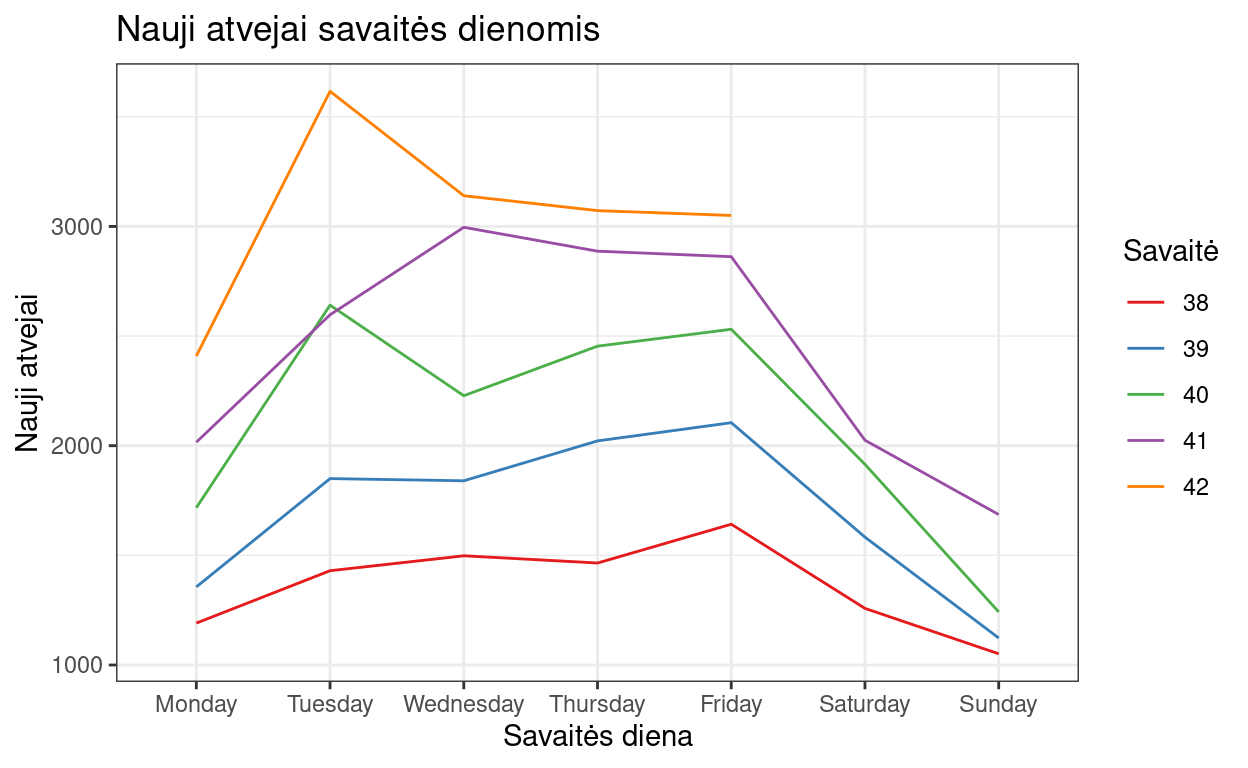 Nauji atvejai savaitės dienomis
Nauji atvejai
3000
2000
1000
Monday Tuesday Wednesday Thursday Friday Saturday Sunday
Savaitės diena
Savaitė
38
39
40
41
42